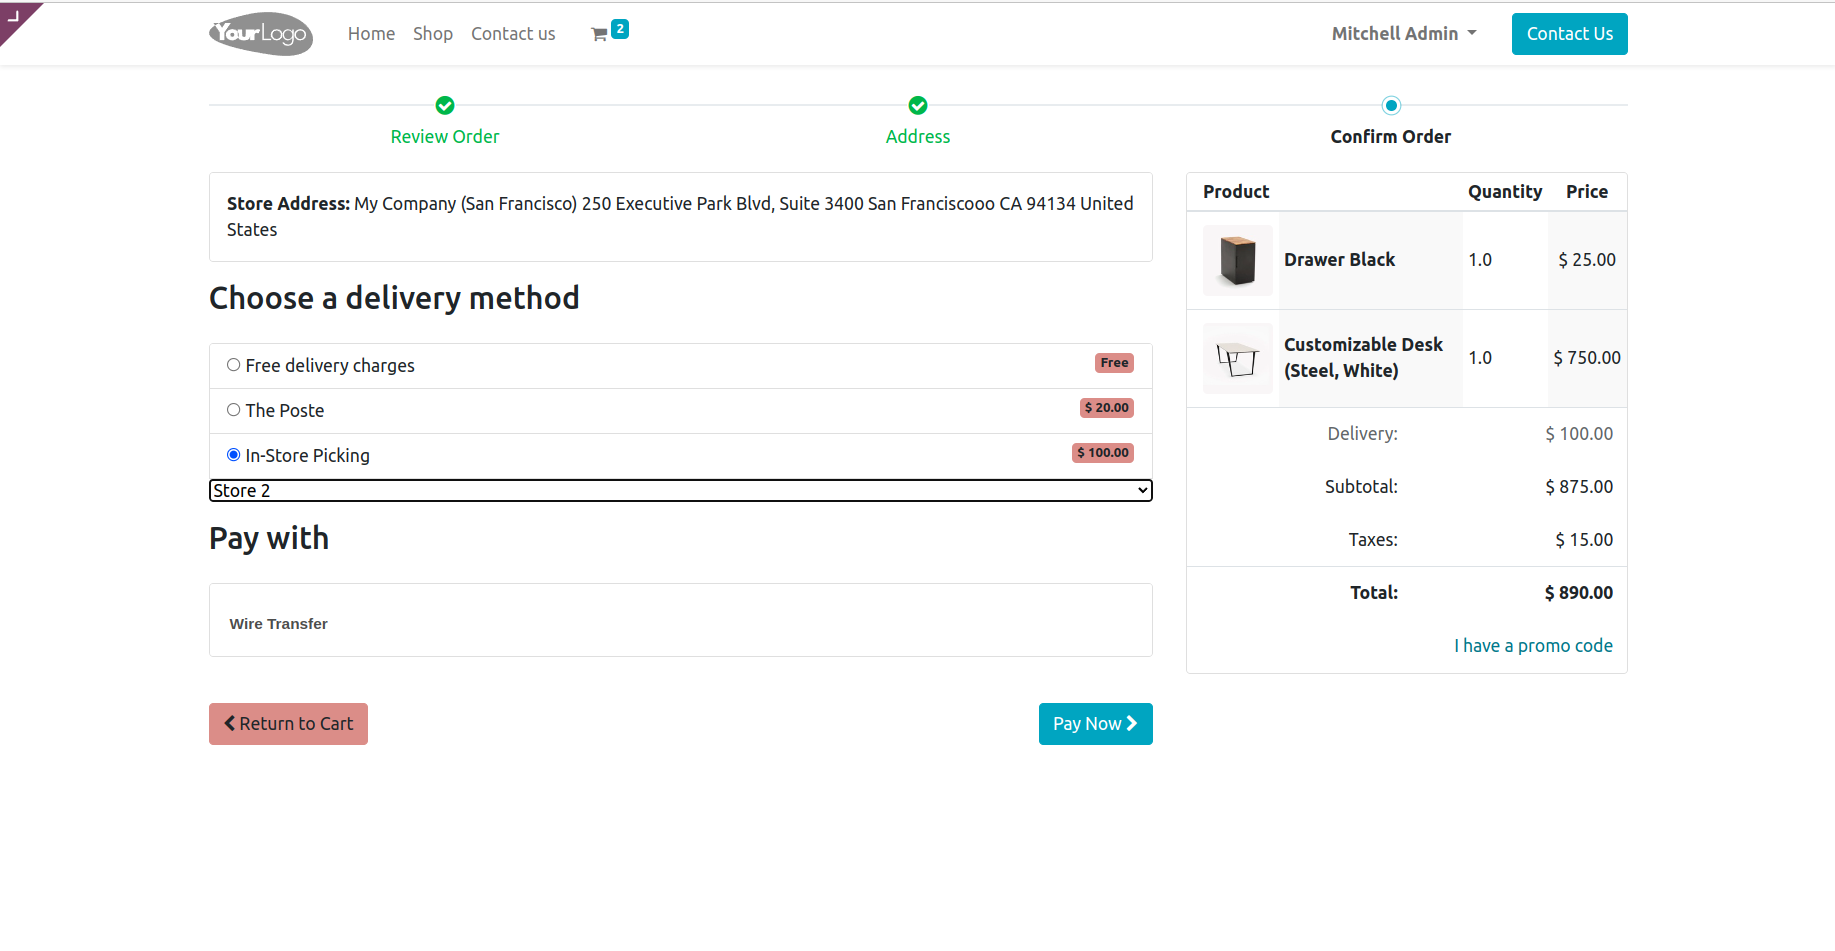 YourLogo
Home Shop Contact us 2
Mitchell Admin
Contact Us
Review Order
Address
Confirm Order
Store Address: My Company (San Francisco) 250 Executive Park Blvd, Suite 3400 San Franciscooo CA 94134 United
States
Choose a delivery method
Free delivery charges Free
The Poste $ 20.00
In-Store Picking $ 100.00
Store 2
Pay with
Wire Transfer
Return to Cart
Pay Now
Product Quantity Price
Drawer Black 1.0 $ 25.00
Customizable Desk
(Steel, White) 1.0 $ 750.00
Delivery: $ 100.00
Subtotal: $ 875.00
Taxes: $ 15.00
Total: $ 890.00
I have a promo code